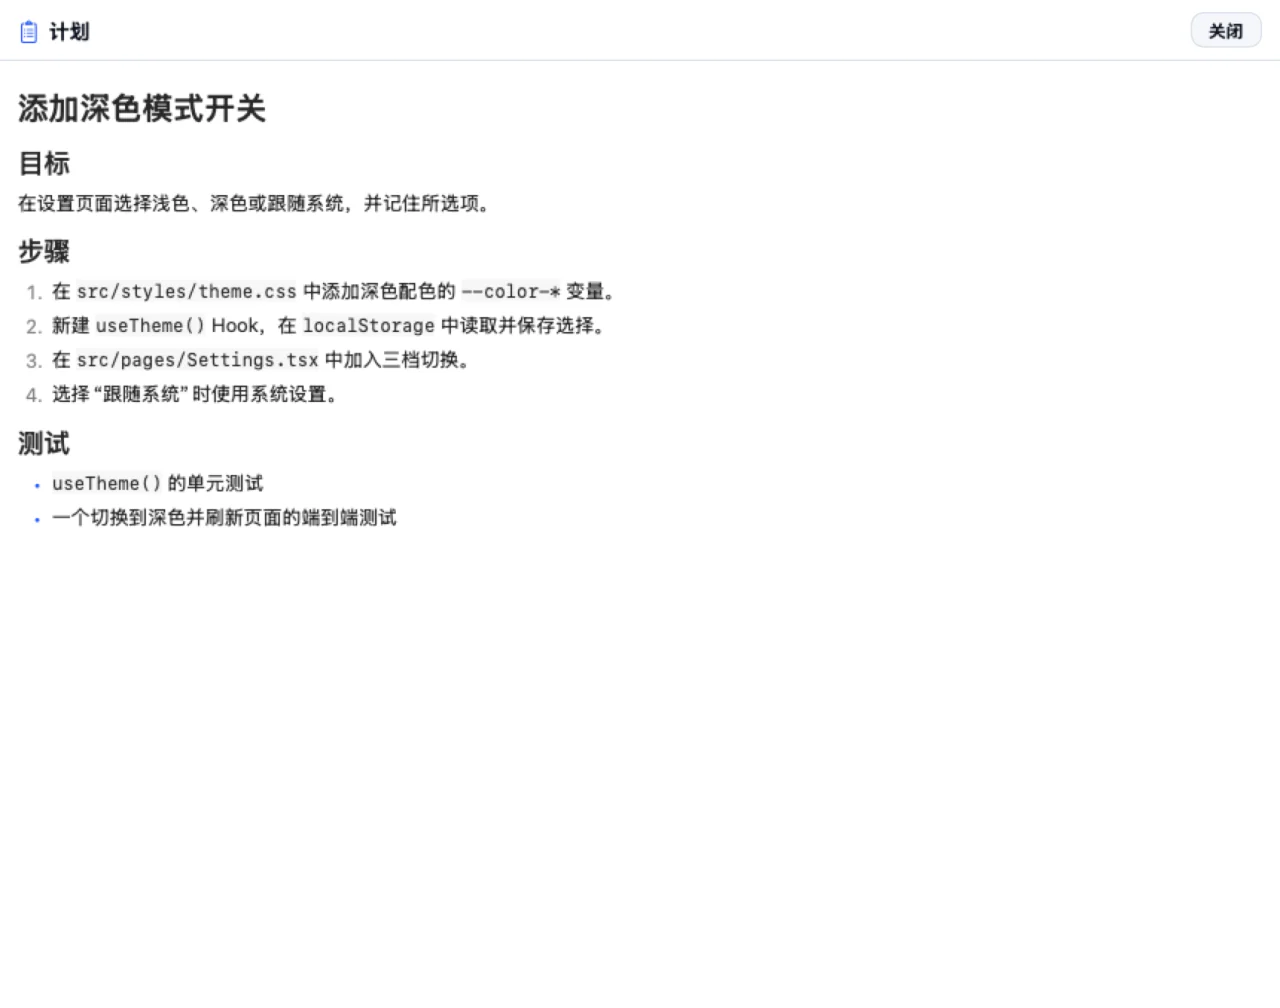 计划
关闭
添加深色模式开关
目标
在设置页面选择浅色、深色或跟随系统，并记住所选项。
步骤
1. 在 src/styles/theme.css 中添加深色配色的 --color-* 变量。
2. 新建 useTheme() Hook，在 localStorage 中读取并保存选择。
3. 在 src/pages/Settings.tsx 中加入三档切换。
4. 选择 “跟随系统” 时使用系统设置。
测试
• useTheme() 的单元测试
• 一个切换到深色并刷新页面的端到端测试